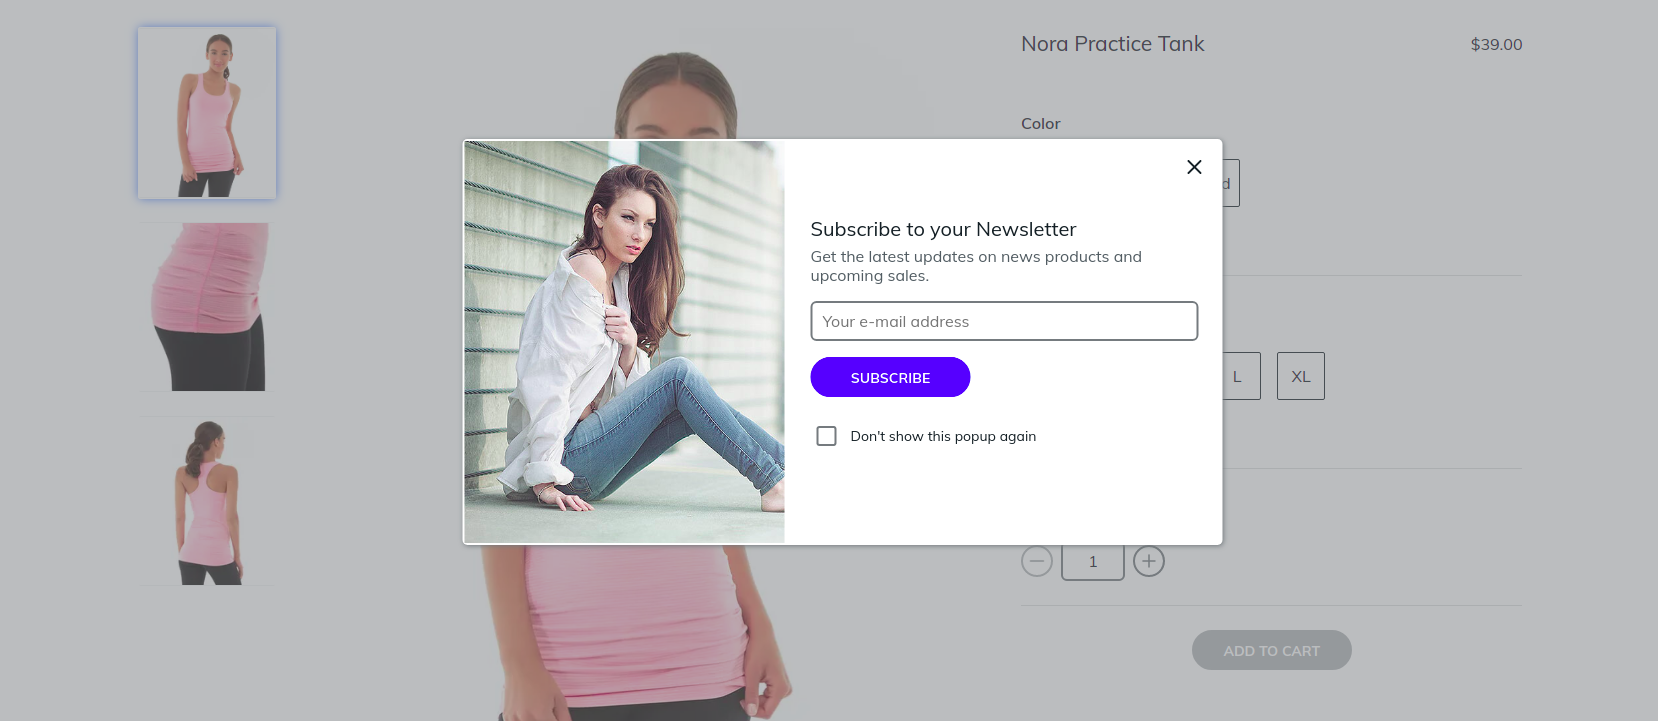 Nora Practice Tank
$39.00
Color
d
Subscribe to your Newsletter
Get the latest updates on news products and
upcoming sales.
Your e-mail address
L
XL
SUBSCRIBE
Don't show this popup again
1
ADD TO CART